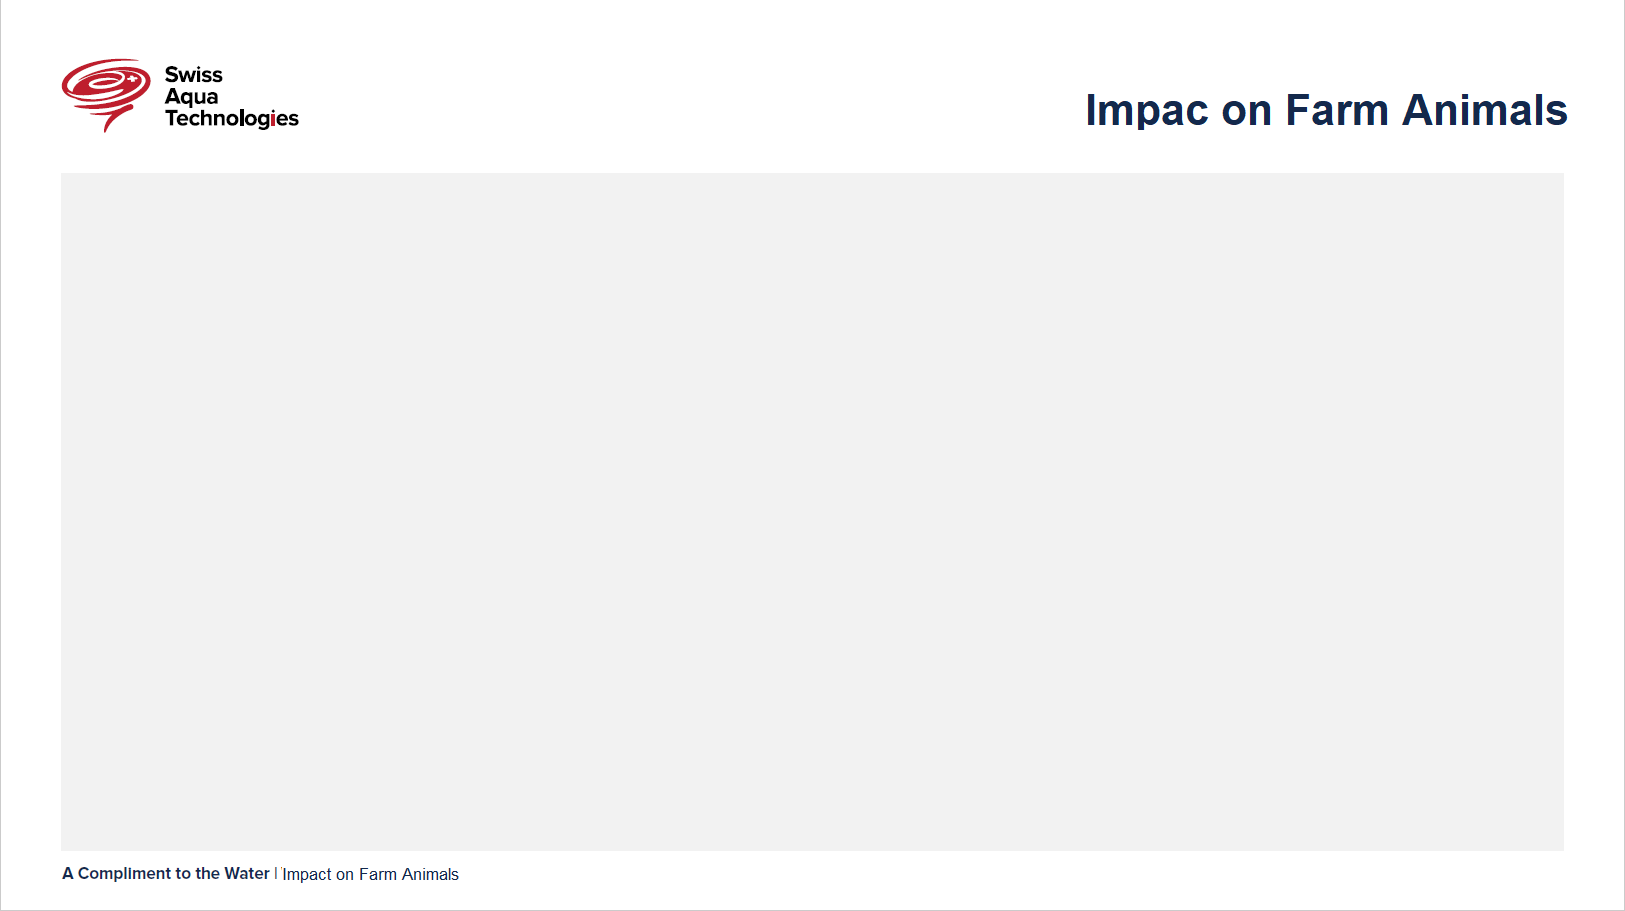 Swiss
Aqua
Technologies
Impac on Farm Animals
A Compliment to the Water | Impact on Farm Animals